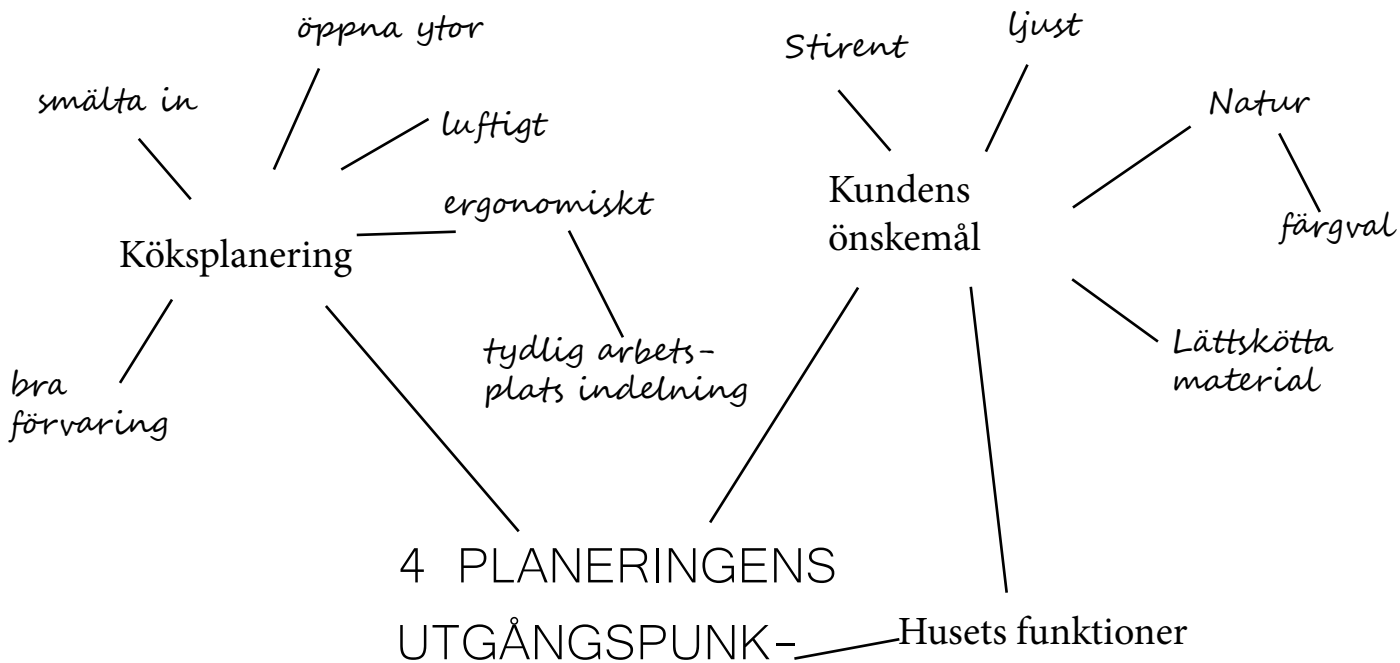 öppna ytor
smälta in
luftigt
ergonomiskt
Köksplanering
tydlig arbets-
plats indelning
bra
förvaring
Stirent
ljust
Natur
färgval
Kundens
önskemål
Lättskötta
material
4 PLANERINGENS
UTGÅNGSPUNK-
Husets funktioner